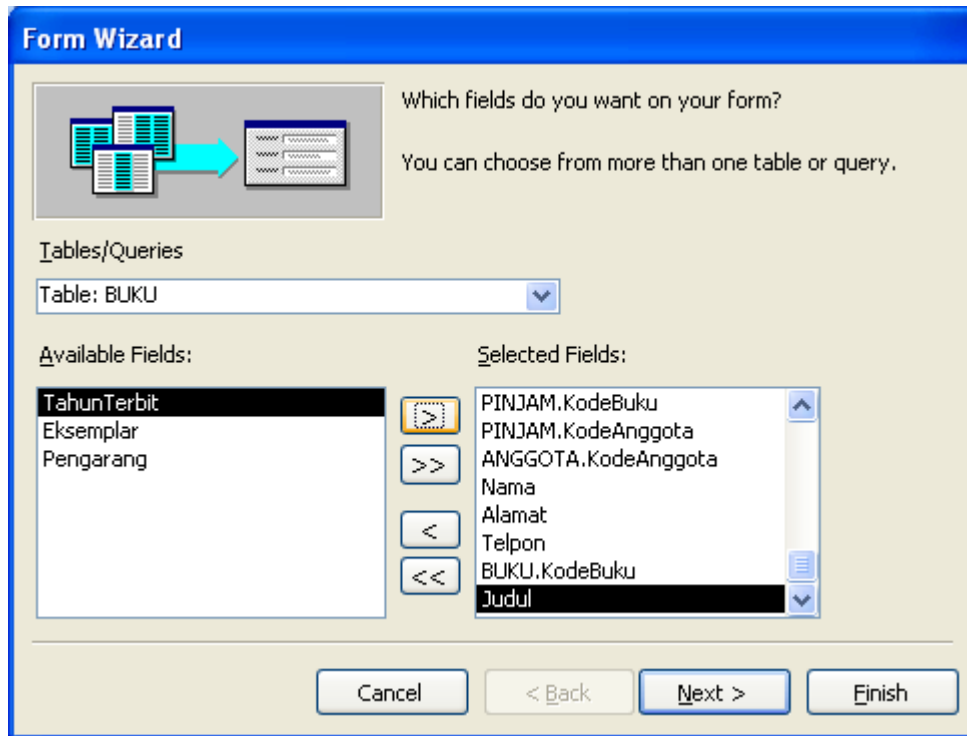 Form Wizard
Which fields do you want on your form?
You can choose from more than one table or query.
Tables/Queries
Table: BUKU
Available Fields:
TahunTerbit
Eksemplar
Pengarang
>
>>
<
<<
Selected Fields:
PINJAM.KodeBuku
PINJAM.KodeAnggota
ANGGOTA.KodeAnggota
Nama
Alamat
Telpon
BUKU.KodeBuku
Judul
Cancel
< Back
Next >
Finish